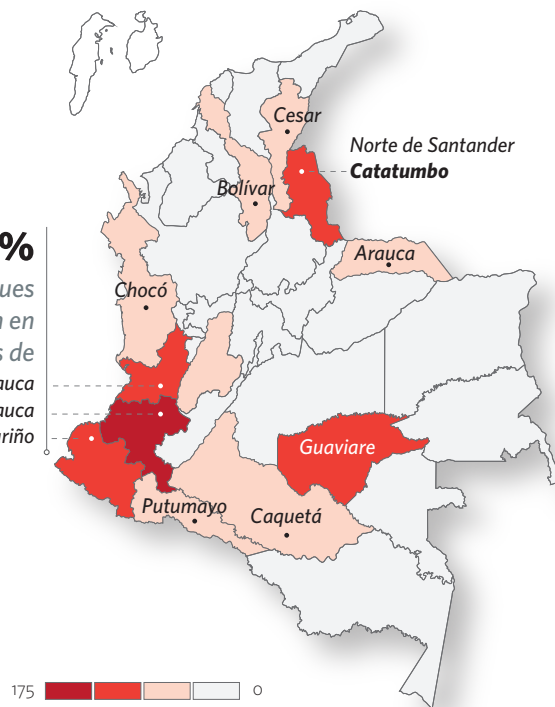 Cesar
Norte de Santander
Catatumbo
Bolívar
%
Arauca
ues
Chocó
en
s de
auca
auca
riño
Guaviare
Putumayo
Caquetá
175
0